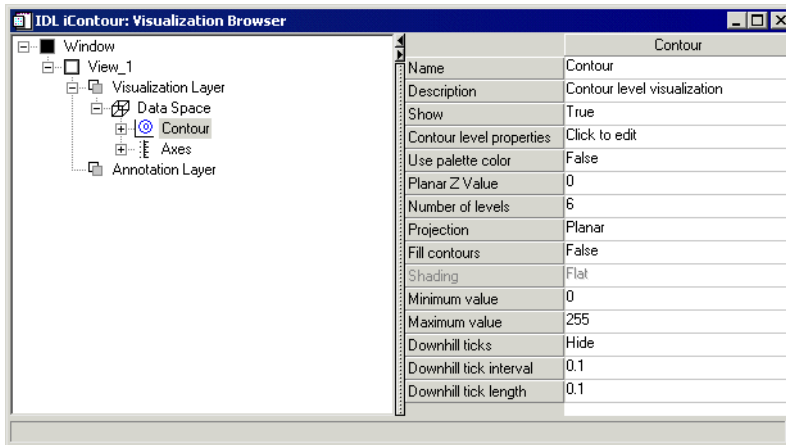 IDL iContour: Visualization Browser
Window
View_1
Visualization Layer
Data Space
Contour
Axes
Annotation Layer
Contour
Name Contour
Description Contour level visualization
Show True
Contour level properties Click to edit
Use palette color False
Planar Z Value 0
Number of levels 6
Projection Planar
Fill contours False
Shading Flat
Minimum value 0
Maximum value 255
Downhill ticks Hide
Downhill tick interval 0.1
Downhill tick length 0.1